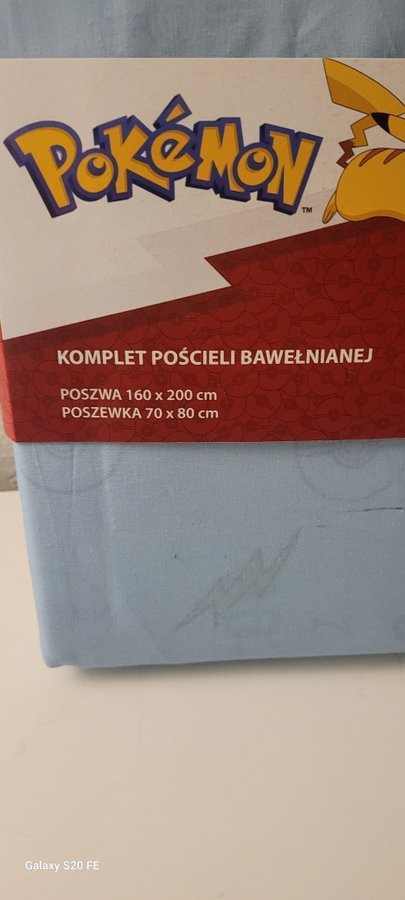 POKÉMON
TM
KOMPLET POŚCIELI BAWEŁNIANEJ
POSZWA 160 x 200 cm
POSZEWKA 70 x 80 cm
Galaxy S20 FE